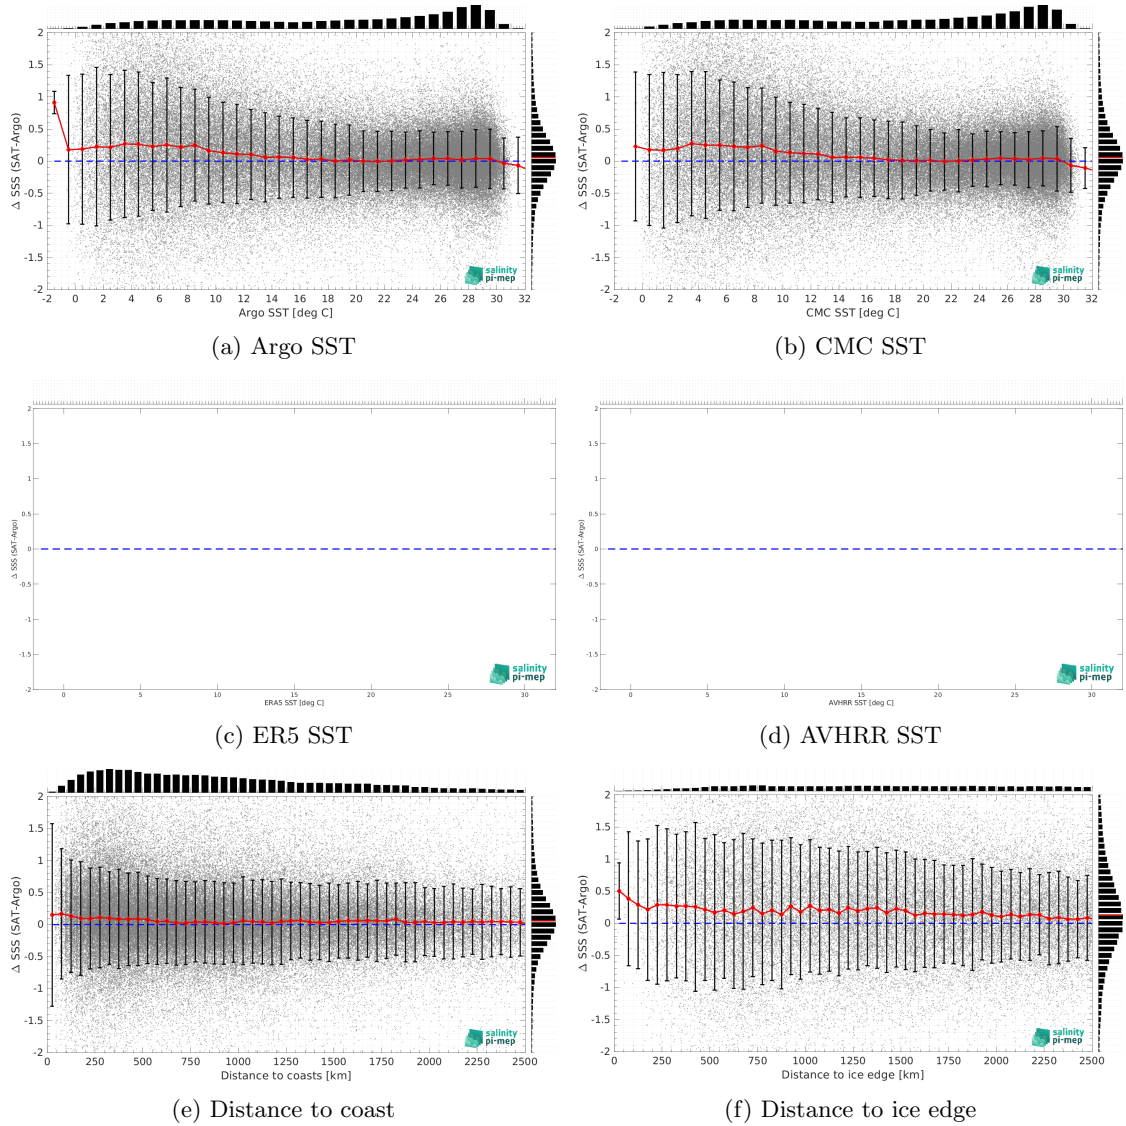 2
1.5
1
0.5
0
-0.5
-1
-1.5
-2
Δ SSS (SAT-Argo)
-2 0 2 4 6 8 10 12 14 16 18 20 22 24 26 28 30 32
Argo SST [deg C]
salinity
pi-mep
(a) Argo SST
2
1.5
1
0.5
0
-0.5
-1
-1.5
-2
Δ SSS (SAT-Argo)
-2 0 2 4 6 8 10 12 14 16 18 20 22 24 26 28 30 32
CMC SST [deg C]
salinity
pi-mep
(b) CMC SST
2
1.5
1
0.5
0
-0.5
-1
-1.5
-2
Δ SSS (SAT-Argo)
0 5 10 15 20 25 30
ERA5 SST [deg C]
salinity
pi-mep
(c) ER5 SST
2
1.5
1
0.5
0
-0.5
-1
-1.5
-2
Δ SSS (SAT-Argo)
0 5 10 15 20 25 30
AVHRR SST [deg C]
salinity
pi-mep
(d) AVHRR SST
2
1.5
1
0.5
0
-0.5
-1
-1.5
-2
Δ SSS (SAT-Argo)
0 250 500 750 1000 1250 1500 1750 2000 2250 2500
Distance to coasts [km]
salinity
pi-mep
(e) Distance to coast
2
1.5
1
0.5
0
-0.5
-1
-1.5
-2
Δ SSS (SAT-Argo)
0 250 500 750 1000 1250 1500 1750 2000 2250 2500
Distance to ice edge [km]
salinity
pi-mep
(f) Distance to ice edge